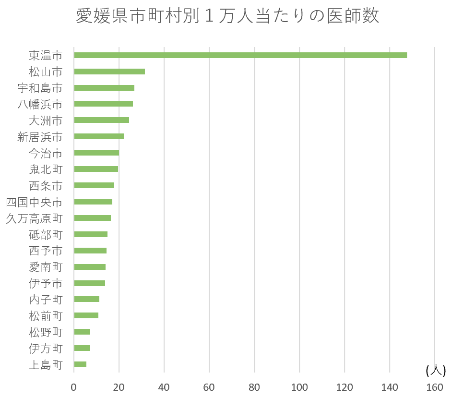 愛媛県市町村別１万人当たりの医師数
東温市
松山市
宇和島市
八幡浜市
大洲市
新居浜市
今治市
鬼北町
西条市
四国中央市
久万高原町
砥部町
西予市
愛南町
伊予市
内子町
松前町
松野町
伊方町
上島町
(人)
0 20 40 60 80 100 120 140 160